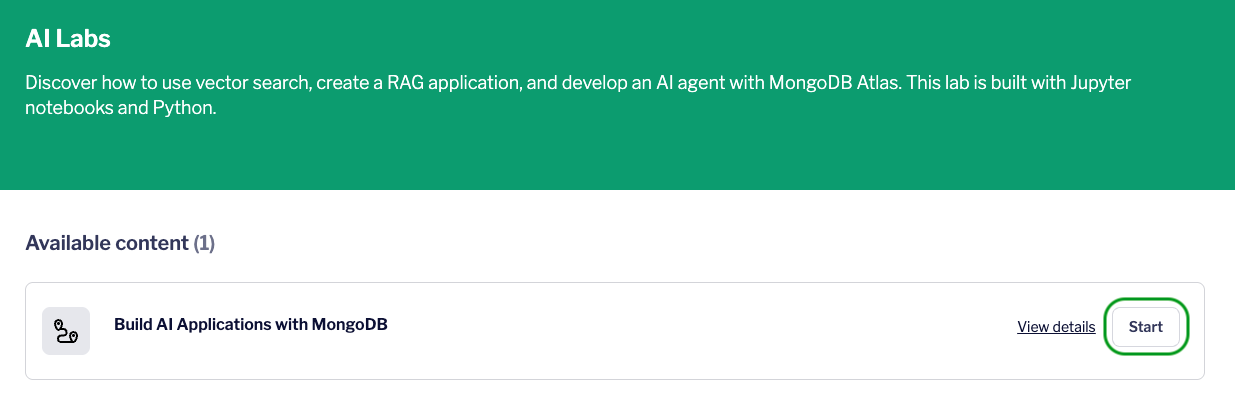 AI Labs
Discover how to use vector search, create a RAG application, and develop an AI agent with MongoDB Atlas. This lab is built with Jupyter
notebooks and Python.
Available content (1)
Build AI Applications with MongoDB
View details
Start